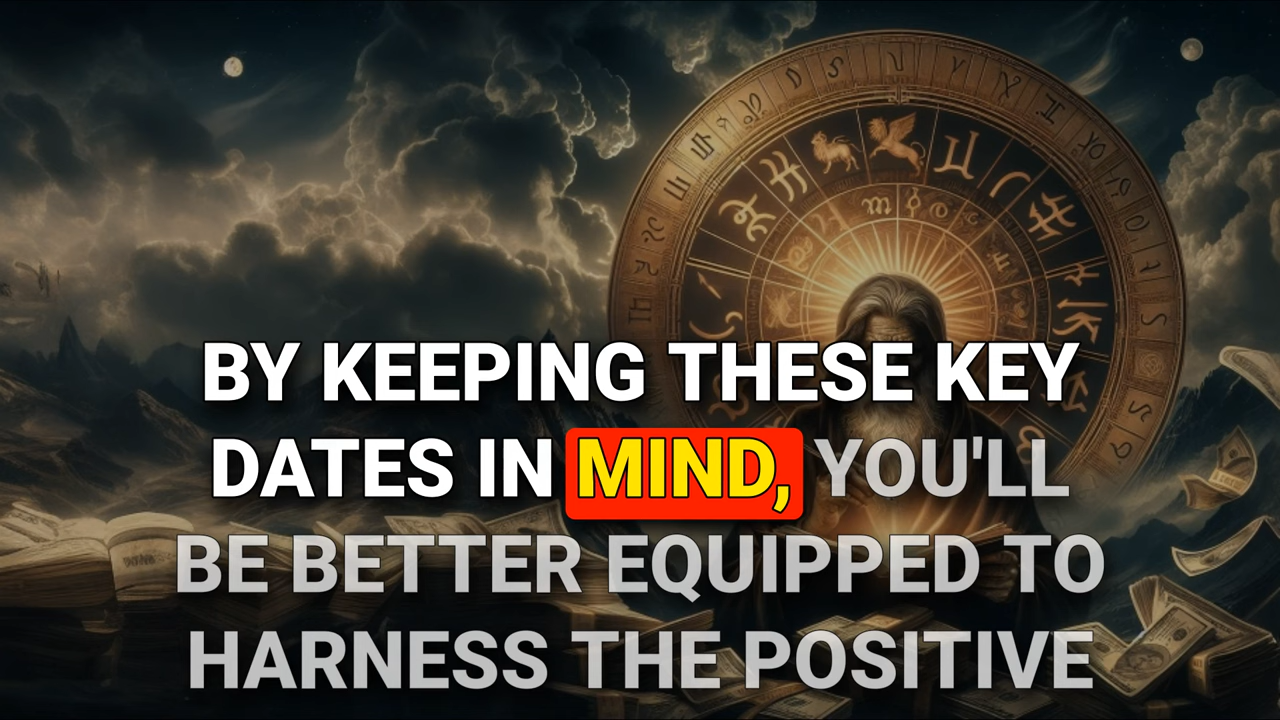 BY KEEPING THESE KEY
DATES IN MIND, YOU'LL
BE BETTER EQUIPPED TO
HARNESS THE POSITIVE